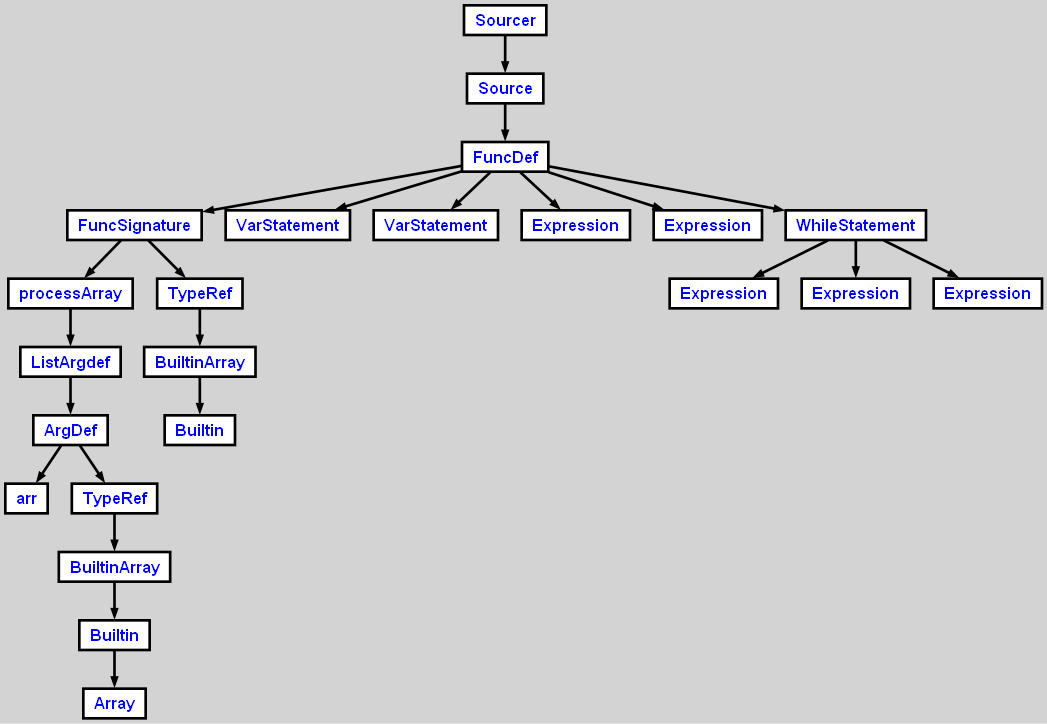 Sourcer
Source
FuncDef
FuncSignature
VarStatement
VarStatement
Expression
Expression
WhileStatement
processArray
TypeRef
Expression
Expression
Expression
ListArgdef
BuiltinArray
ArgDef
Builtin
arr
TypeRef
BuiltinArray
Builtin
Array